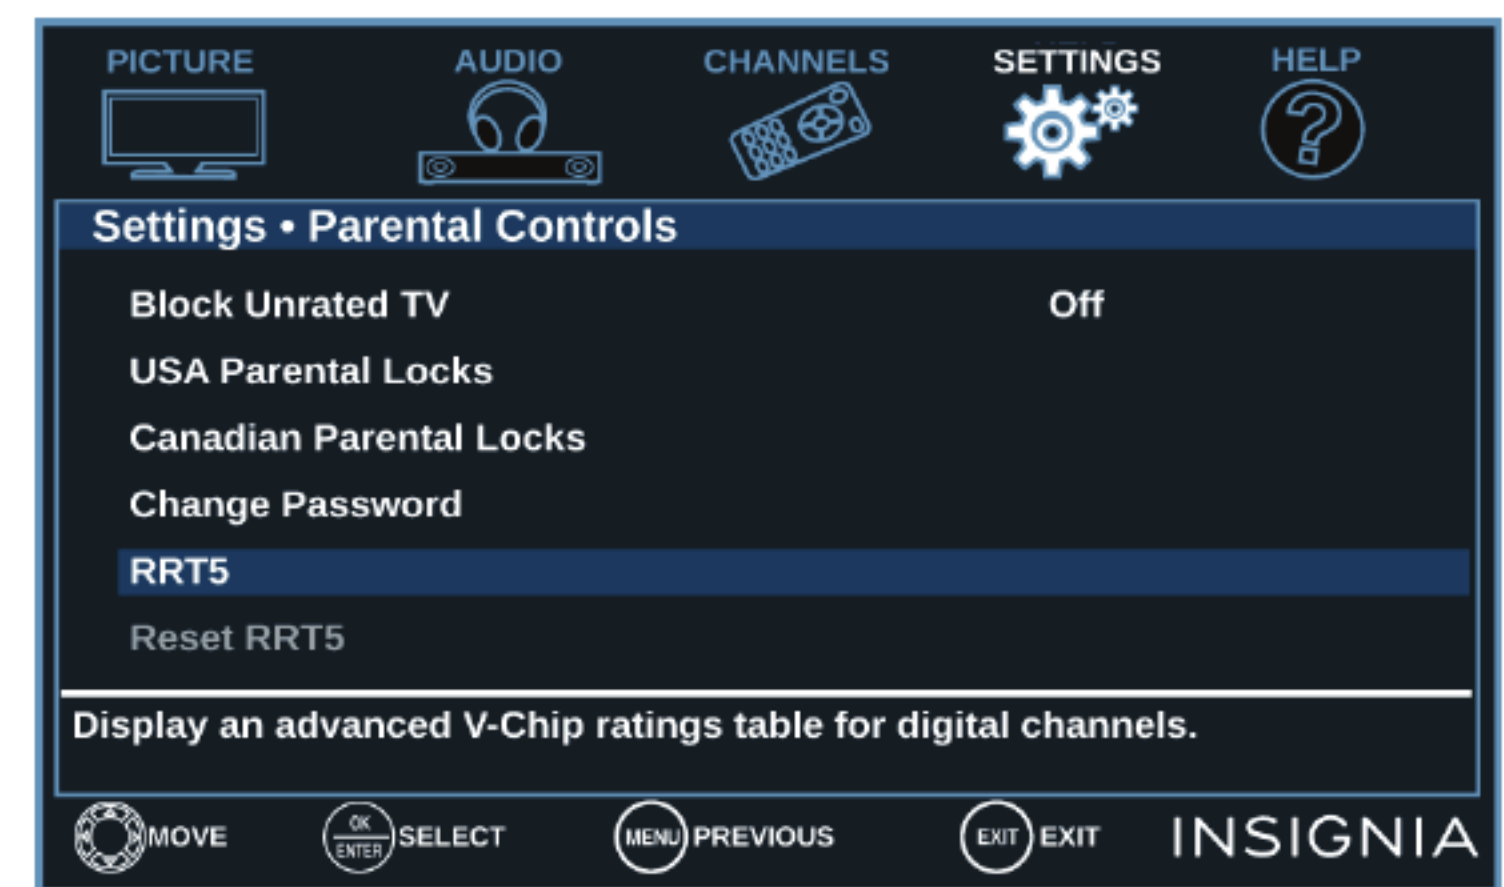 PICTURE AUDIO CHANNELS SETTINGS HELP
Settings • Parental Controls
Block Unrated TV Off
USA Parental Locks
Canadian Parental Locks
Change Password
RRT5
Reset RRT5
Display an advanced V-Chip ratings table for digital channels.
MOVE OK ENTER SELECT MENU PREVIOUS EXIT EXIT INSIGNIA